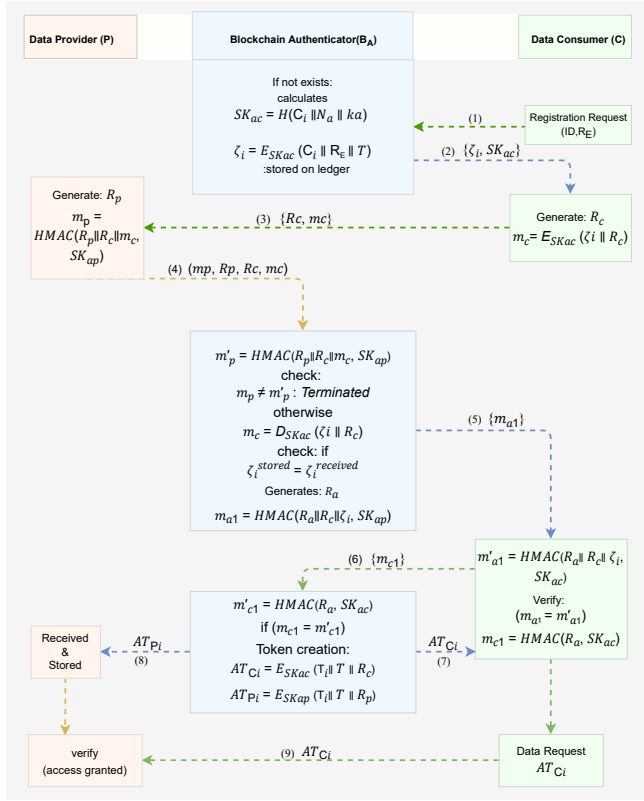 Data Provider (P)
Blockchain Authenticator(B_A)
Data Consumer (C)
If not exists:
calculates
SK_ac = H(C_i ∥N_a ∥ ka)
ζ_i = E_SKac (C_i ∥ R_E ∥ T)
:stored on ledger
(1)
Registration Request
(ID,R_E)
(2) {ζ_i, SK_ac}
Generate: R_p
m_p =
HMAC(R_p∥R_c∥m_c,
SK_ap)
(3) {Rc, mc}
Generate: R_c
m_c= E_SKac (ζi ∥ R_c)
(4) (mp, Rp, Rc, mc)
m′_p = HMAC(R_p∥R_c∥m_c, SK_ap)
check:
m_p ≠ m′_p : Terminated
otherwise
m_c = D_SKac (ζi ∥ R_c)
check: if
ζ_i^stored = ζ_i^received
Generates: R_a
m_a1 = HMAC(R_a∥R_c∥ζ_i, SK_ap)
(5) {m_a1}
(6) {m_c1}
m′_a1 = HMAC(R_a∥ R_c∥ ζ_i,
SK_ac)
Verify:
(m_a1 = m′_a1)
m_c1 = HMAC(R_a, SK_ac)
m′_c1 = HMAC(R_a, SK_ac)
if (m_c1 = m′_c1)
Token creation:
AT_Ci = E_SKac (T_i∥ T ∥ R_c)
AT_Pi = E_SKap (T_i∥ T ∥ R_p)
Received
&
Stored
AT_Pi
(8)
AT_Ci
(7)
verify
(access granted)
(9) AT_Ci
Data Request
AT_Ci